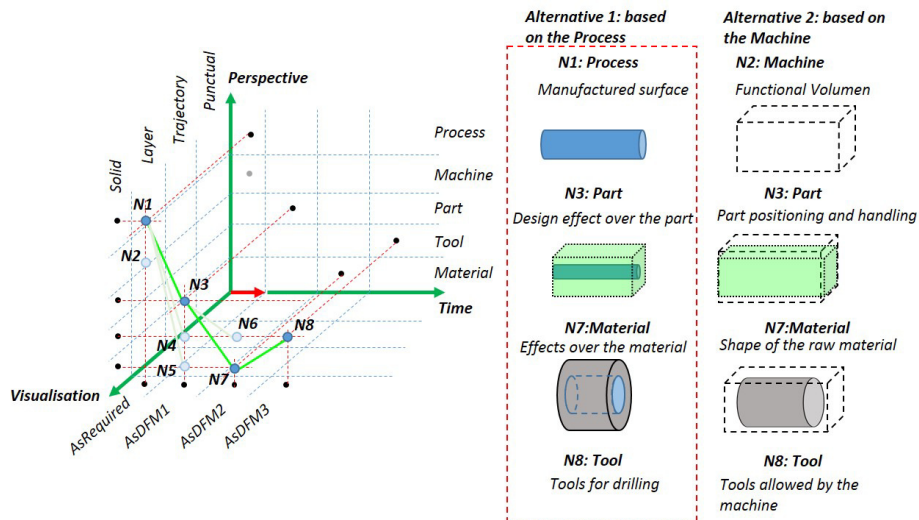 Perspective
Punctual
Trajectory
Layer
Solid
Process
Machine
Part
Tool
Material
Time
N1
N2
N3
N4
N5
N6
N7
N8
Visualisation
AsRequired
AsDFM1
AsDFM2
AsDFM3
Alternative 1: based
on the Process
N1: Process
Manufactured surface
N3: Part
Design effect over the part
N7:Material
Effects over the material
N8: Tool
Tools for drilling
Alternative 2: based on
the Machine
N2: Machine
Functional Volumen
N3: Part
Part positioning and handling
N7:Material
Shape of the raw material
N8: Tool
Tools allowed by the
machine